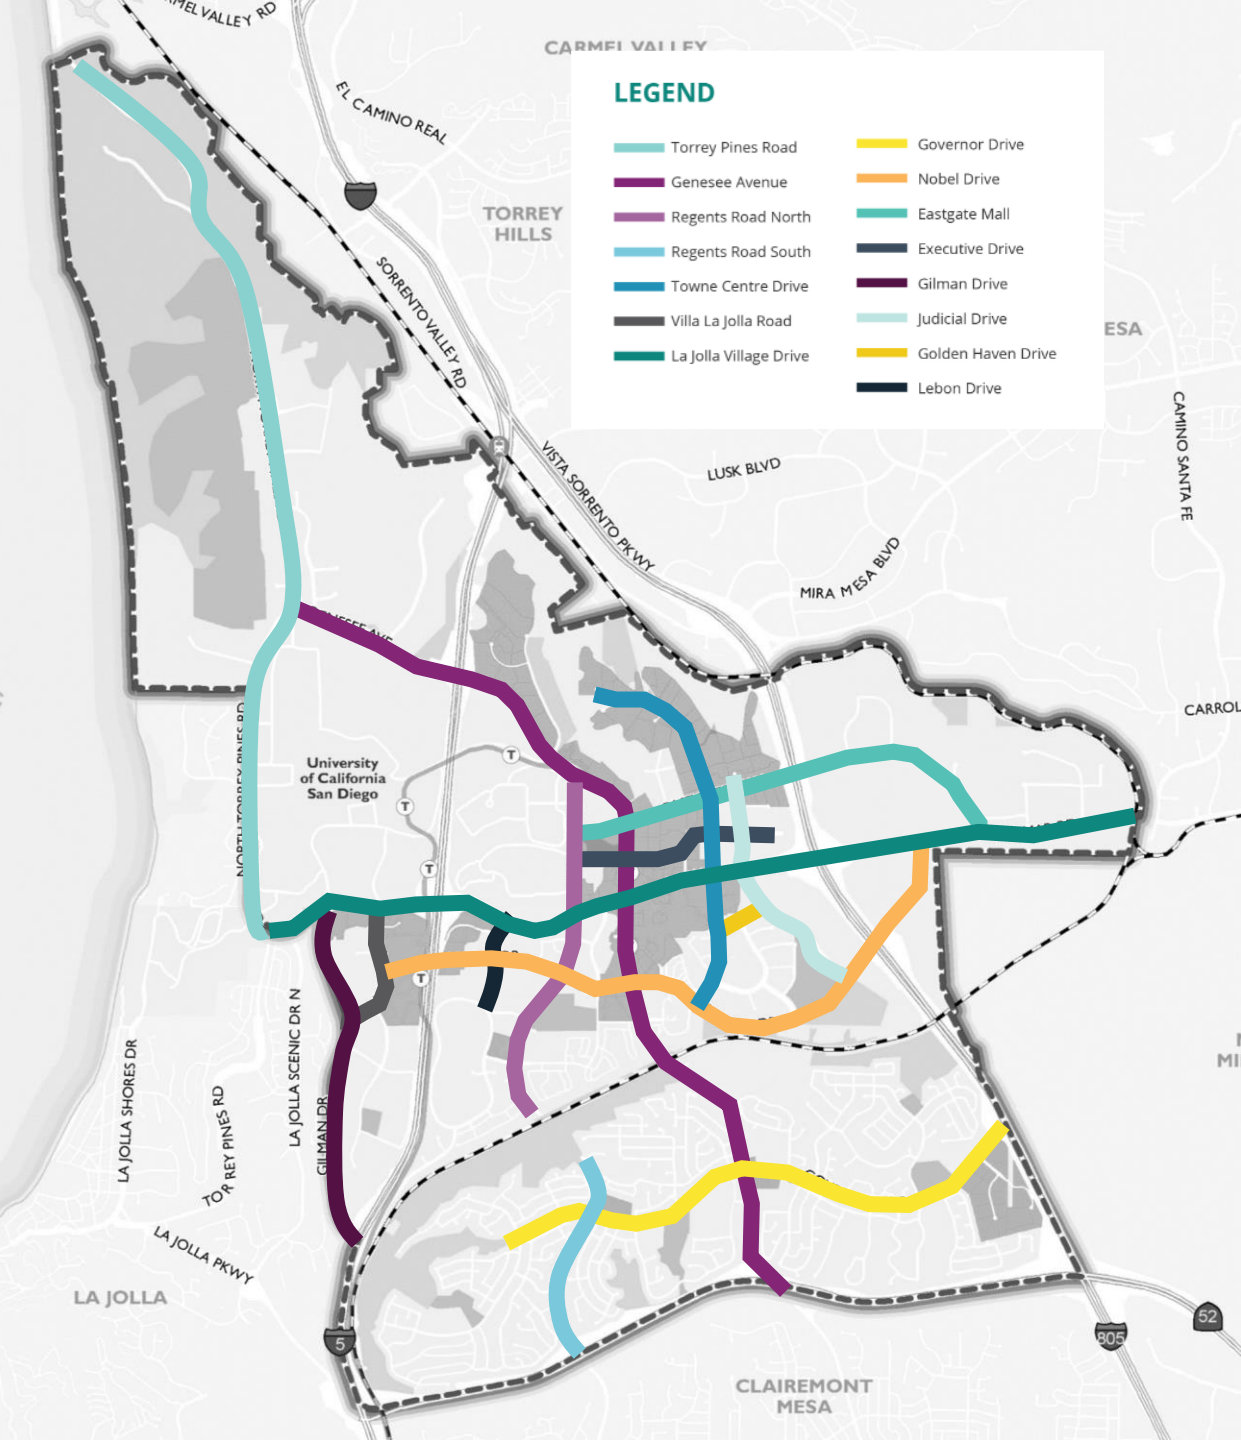 CARMEL VALLEY RD
CARMEL VALLEY
EL CAMINO REAL
LEGEND
Torrey Pines Road
Genesee Avenue
Regents Road North
Regents Road South
Towne Centre Drive
Villa La Jolla Road
La Jolla Village Drive
Governor Drive
Nobel Drive
Eastgate Mall
Executive Drive
Gilman Drive
Judicial Drive
Golden Haven Drive
Lebon Drive
TORREY
HILLS
SORRENTO VALLEY RD
ESA
CAMINO SANTA FE
VISTA SORRENTO PKWY
LUSK BLVD
MIRA MESA BLVD
GENESEE AVE
CARROL
NORTH TORREY PINES RD
University
of California
San Diego
T
T
T
T
LA JOLLA SHORES DR
TORREY PINES RD
LA JOLLA SCENIC DR N
GILMAN DR
MI
LA JOLLA PKWY
LA JOLLA
5
805
52
CLAIREMONT
MESA